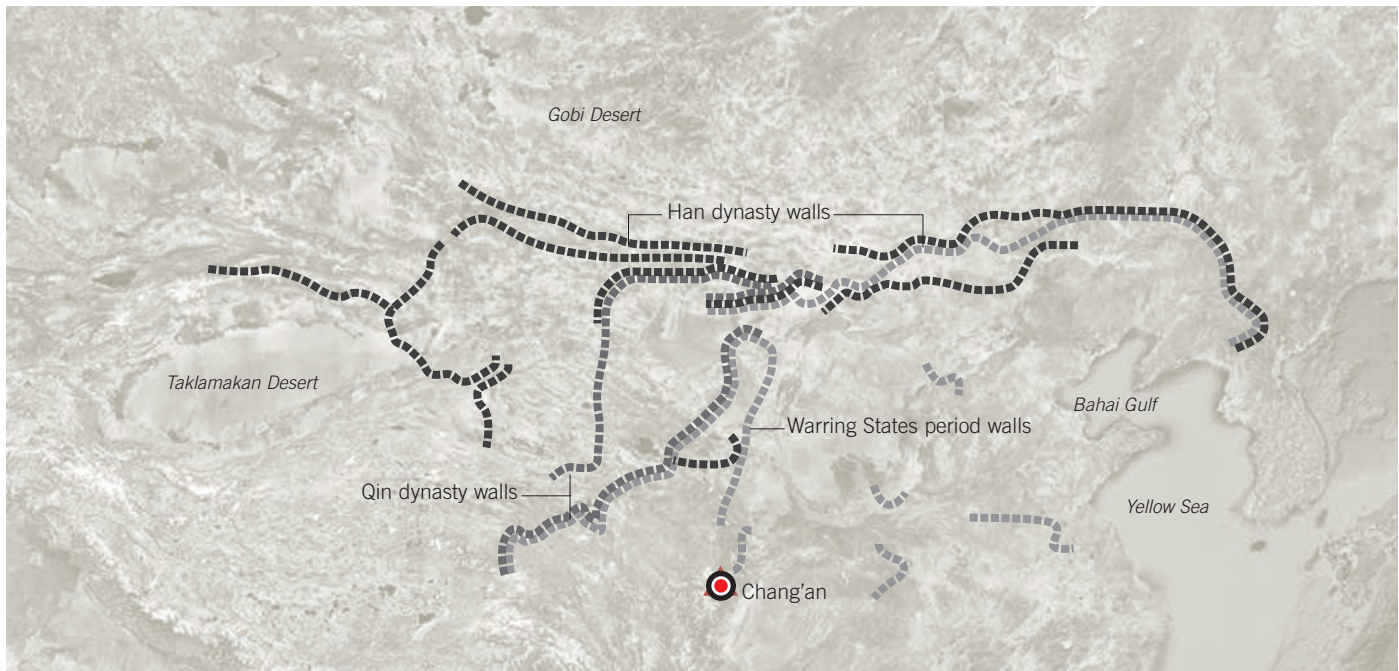 Gobi Desert
Han dynasty walls
Taklamakan Desert
Bahai Gulf
Warring States period walls
Qin dynasty walls
Yellow Sea
Chang'an